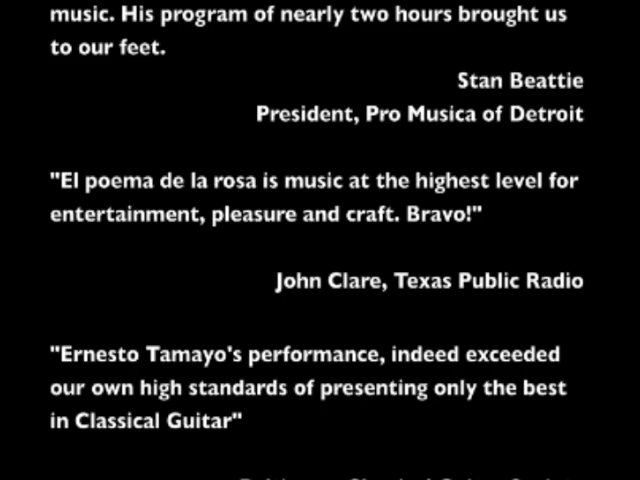 music. His program of nearly two hours brought us
to our feet.
Stan Beattie
President, Pro Musica of Detroit
"El poema de la rosa is music at the highest level for
entertainment, pleasure and craft. Bravo!"
John Clare, Texas Public Radio
"Ernesto Tamayo's performance, indeed exceeded
our own high standards of presenting only the best
in Classical Guitar"